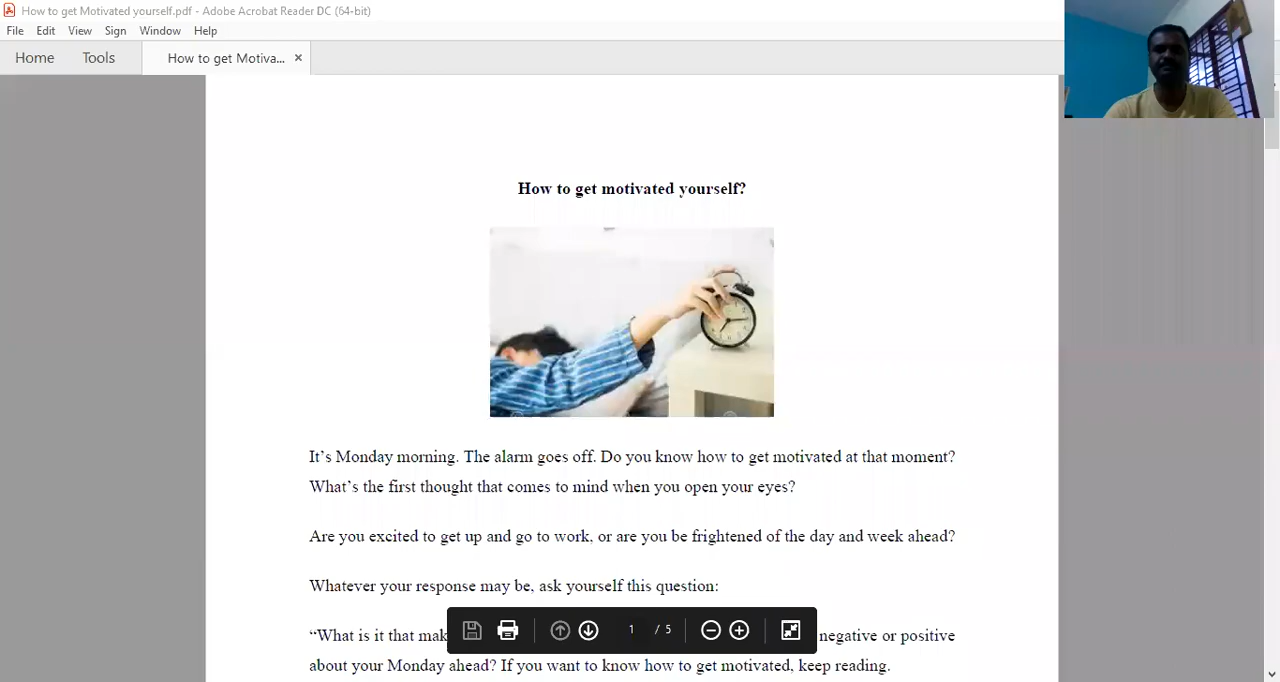 How to get Motivated yourself.pdf - Adobe Acrobat Reader DC (64-bit)
File Edit View Sign Window Help
Home Tools How to get Motiva... ×
How to get motivated yourself?
It’s Monday morning. The alarm goes off. Do you know how to get motivated at that moment?
What’s the first thought that comes to mind when you open your eyes?
Are you excited to get up and go to work, or are you be frightened of the day and week ahead?
Whatever your response may be, ask yourself this question:
“What is it that mak negative or positive
about your Monday ahead? If you want to know how to get motivated, keep reading.
1 / 5